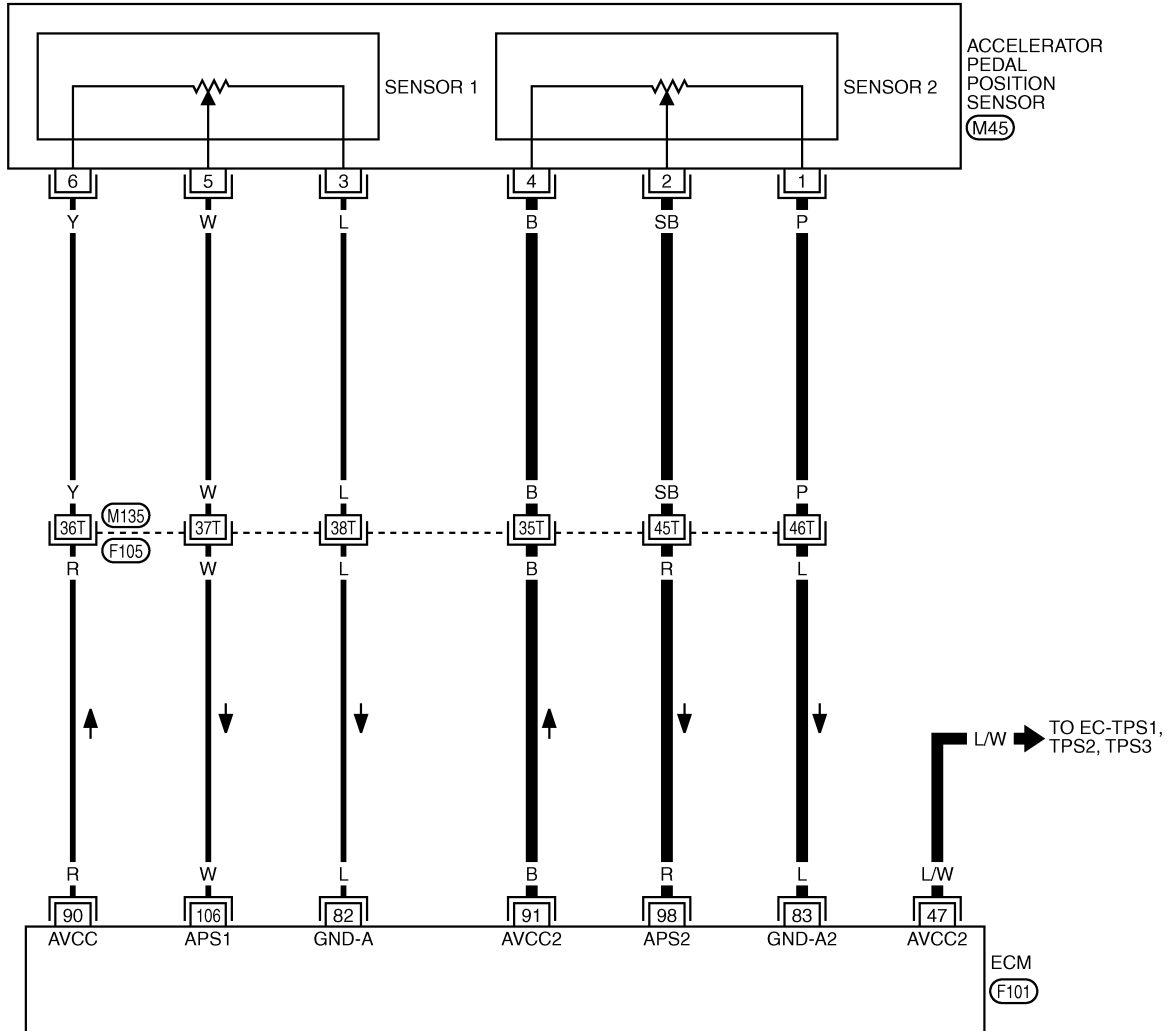 ACCELERATOR
PEDAL
POSITION
SENSOR
M45
SENSOR 1
SENSOR 2
6 5 3 4 2 1
Y W L B SB P
Y W L B SB P
36T M135 37T 38T 35T 45T 46T
F105
R W L B R L
L/W TO EC-TPS1,
TPS2, TPS3
R W L B R L L/W
90 106 82 91 98 83 47
AVCC APS1 GND-A AVCC2 APS2 GND-A2 AVCC2
ECM
F101